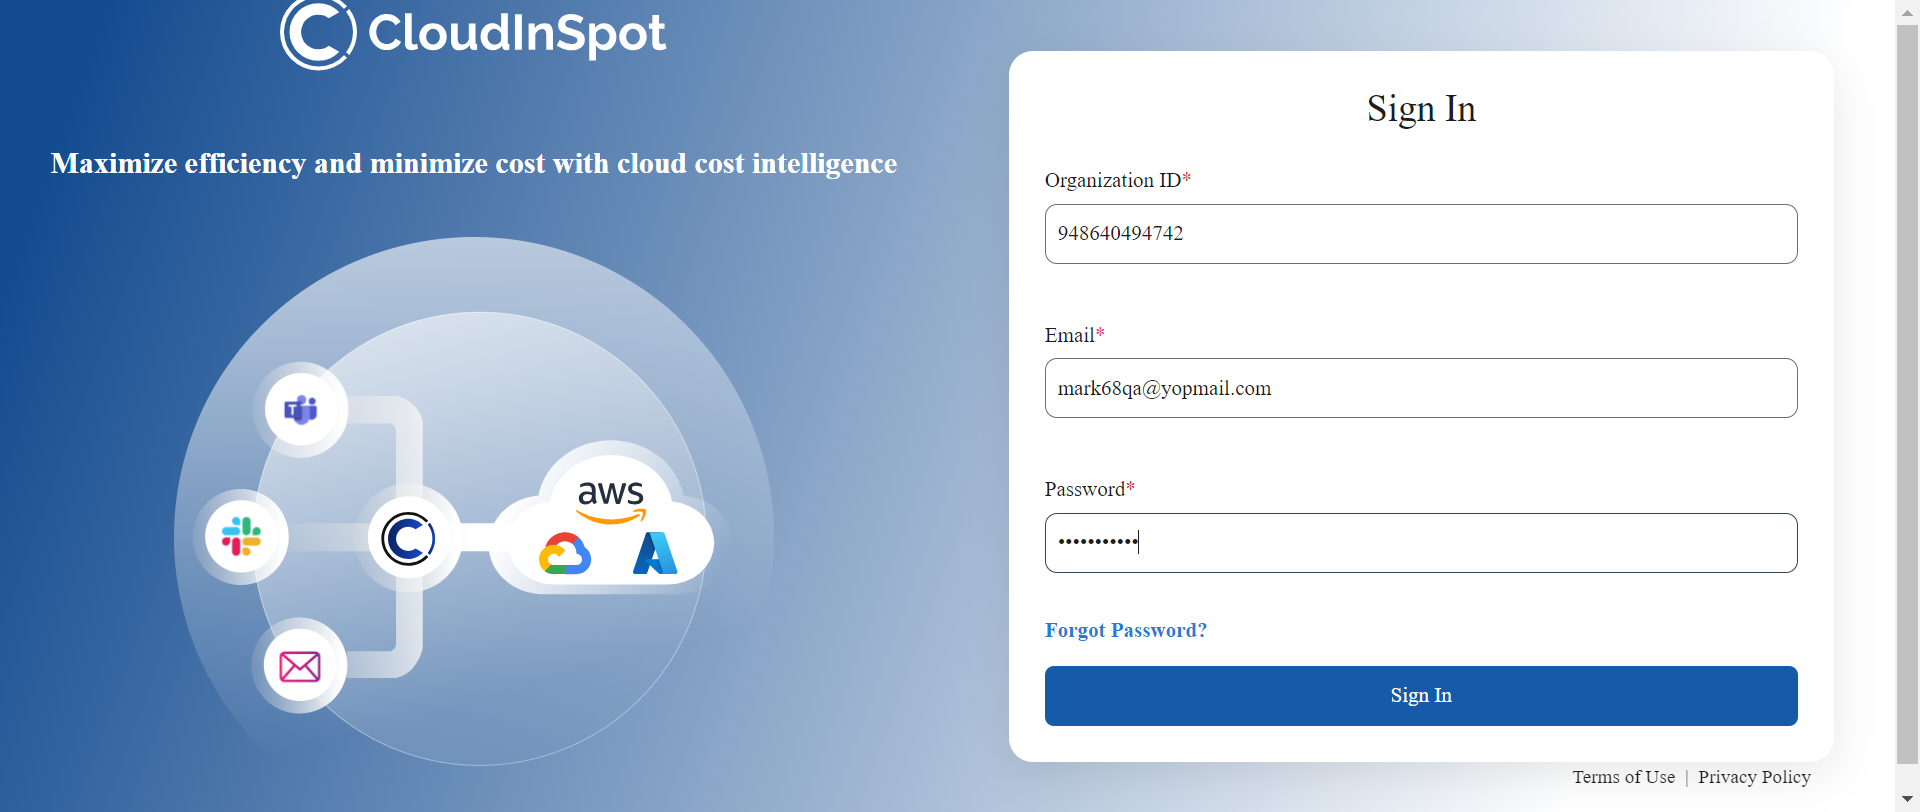 CloudInSpot
Maximize efficiency and minimize cost with cloud cost intelligence
aws
Sign In
Organization ID*
948640494742
Email*
mark68qa@yopmail.com
Password*
•••••••••••
Forgot Password?
Sign In
Terms of Use | Privacy Policy